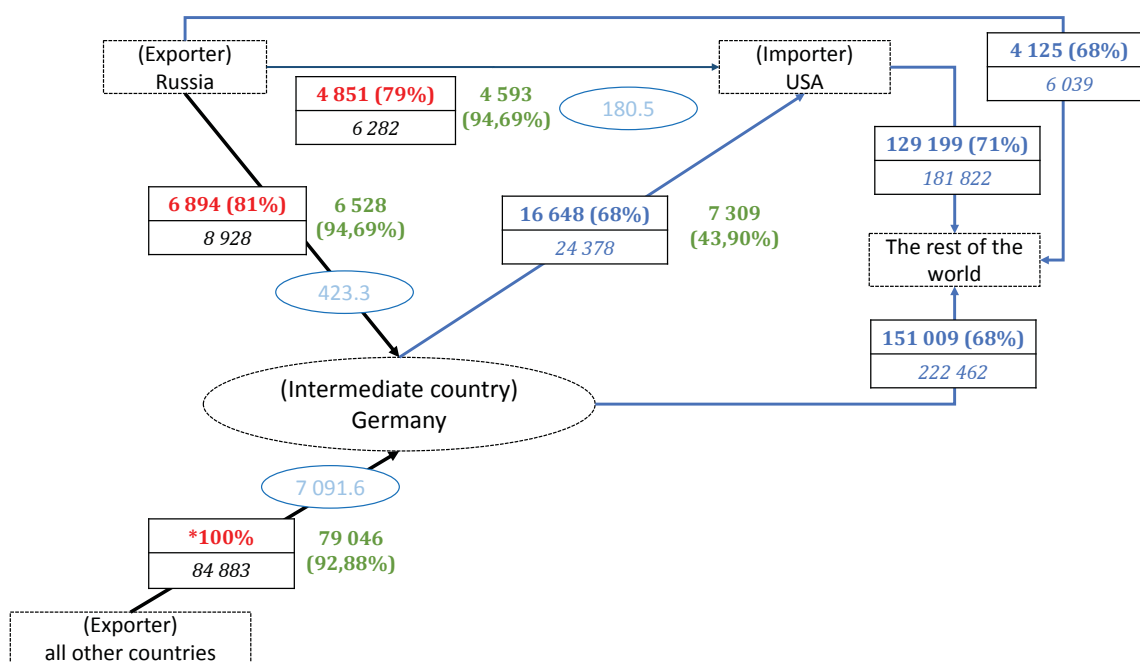 (Exporter)
Russia
(Importer)
USA
4 125 (68%)
6 039
4 851 (79%)
6 282
4 593
(94,69%)
180.5
129 199 (71%)
181 822
6 894 (81%)
8 928
6 528
(94,69%)
16 648 (68%)
24 378
7 309
(43,90%)
The rest of the
world
423.3
151 009 (68%)
222 462
(Intermediate country)
Germany
7 091.6
*100%
84 883
79 046
(92,88%)
(Exporter)
all other countries